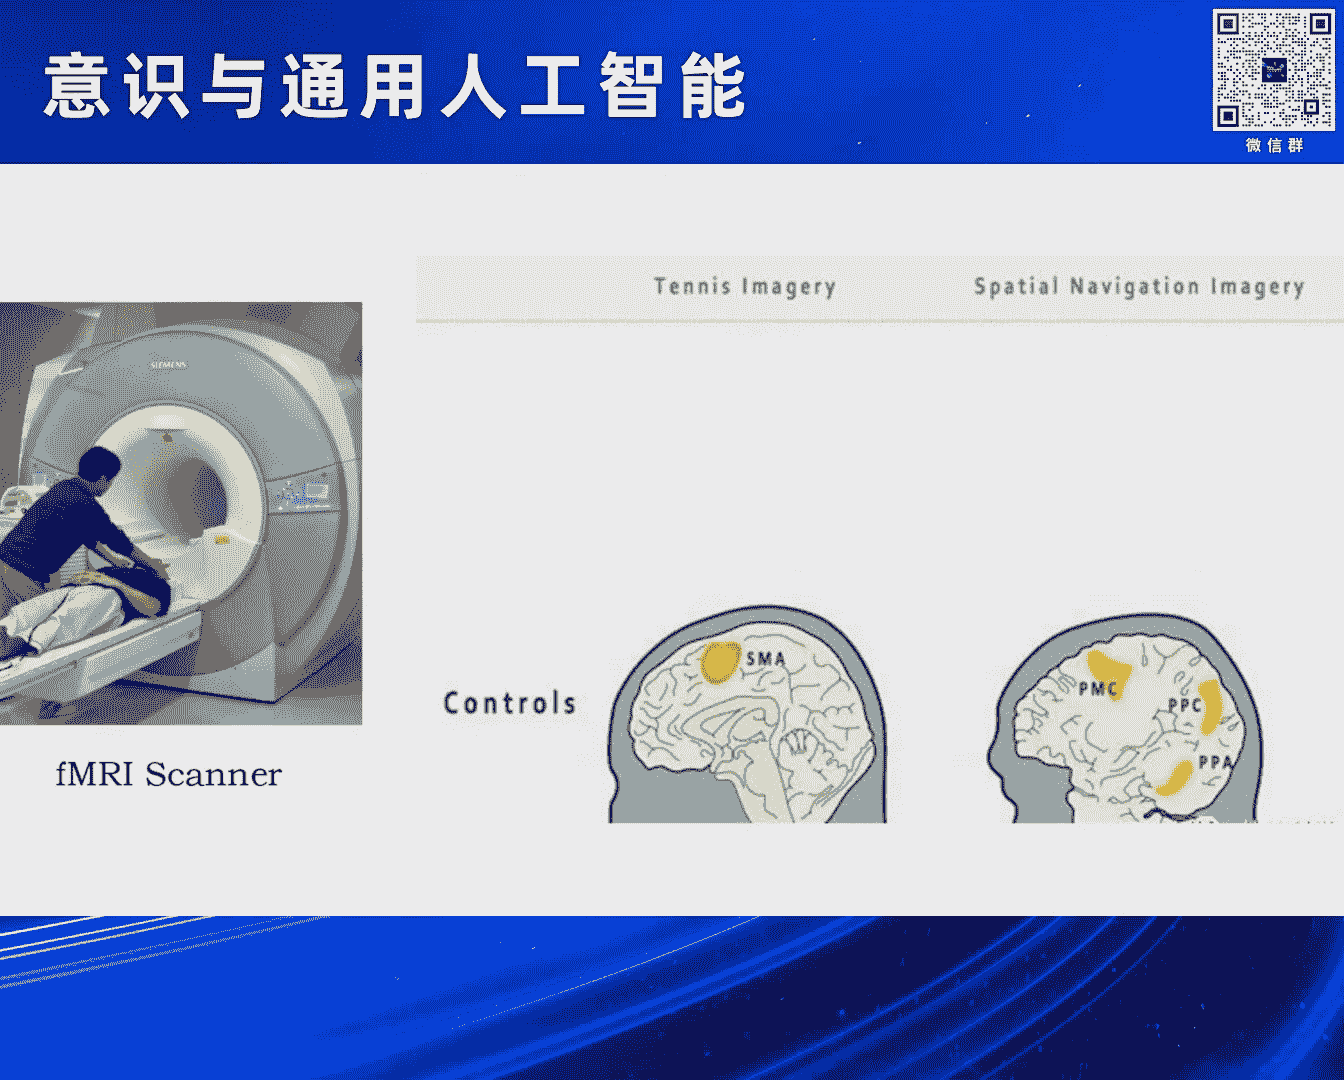 意识与通用人工智能
微信群
Tennis Imagery
Spatial Navigation Imagery
SIEMENS
SMA
PMC
PPC
Controls
PPA
fMRI Scanner